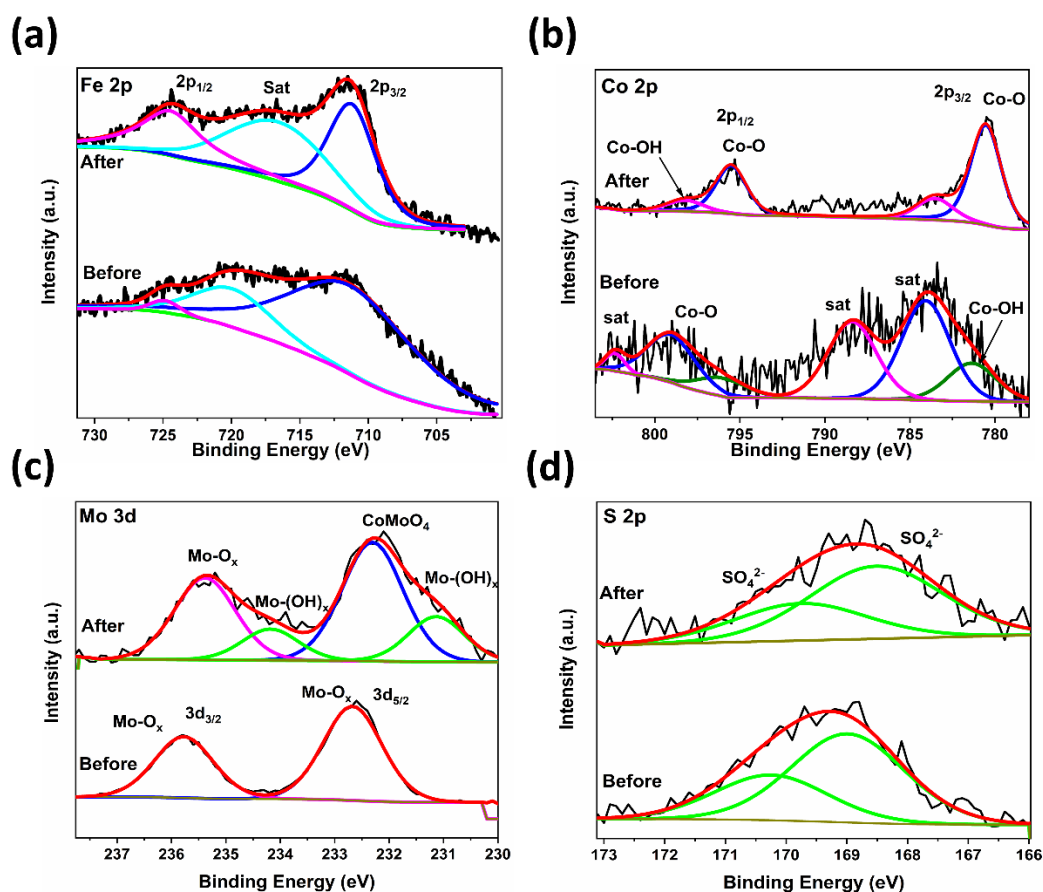 (a)
Fe 2p
2p1/2
Sat
2p3/2
After
Before
Intensity (a.u.)
730 725 720 715 710 705
Binding Energy (eV)
(b)
Co 2p
2p3/2
Co-O
2p1/2
Co-OH
Co-O
After
Before
sat
Co-O
sat
sat
Co-OH
Intensity (a.u.)
800 795 790 785 780
Binding Energy (eV)
(c)
Mo 3d
CoMoO4
Mo-Ox
Mo-(OH)x
Mo-(OH)x
After
Mo-Ox
3d5/2
Mo-Ox
3d3/2
Before
Intensity (a.u.)
237 236 235 234 233 232 231 230
Binding Energy (eV)
(d)
S 2p
SO42-
SO42-
After
Before
Intensity (a.u.)
173 172 171 170 169 168 167 166
Binding Energy (eV)